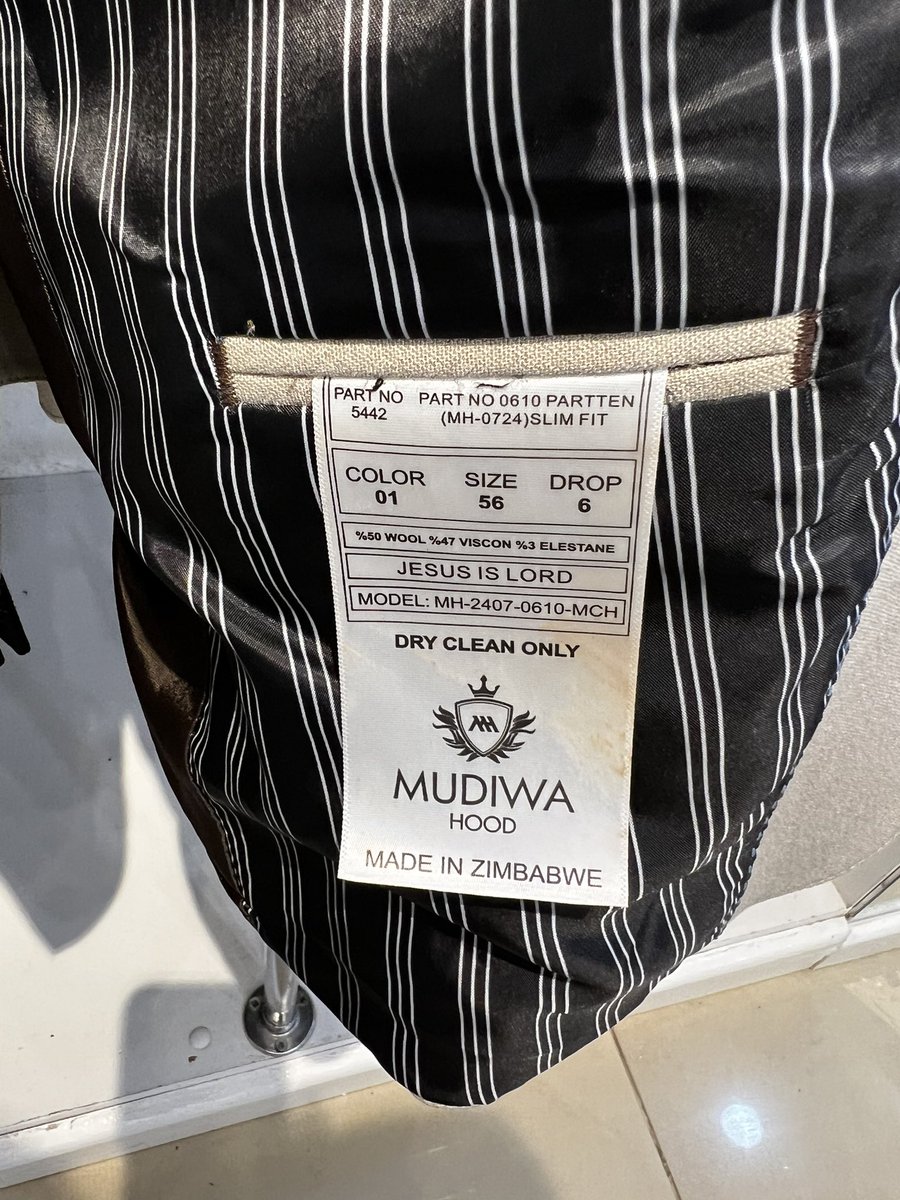 PART NO PART NO 0610 PARTTEN
5442 (MH-0724)SLIM FIT
COLOR SIZE DROP
01 56 6
%50 WOOL %47 VISCON %3 ELESTANE
JESUS IS LORD
MODEL: MH-2407-0610-MCH
DRY CLEAN ONLY
MH
MUDIWA
HOOD
MADE IN ZIMBABWE